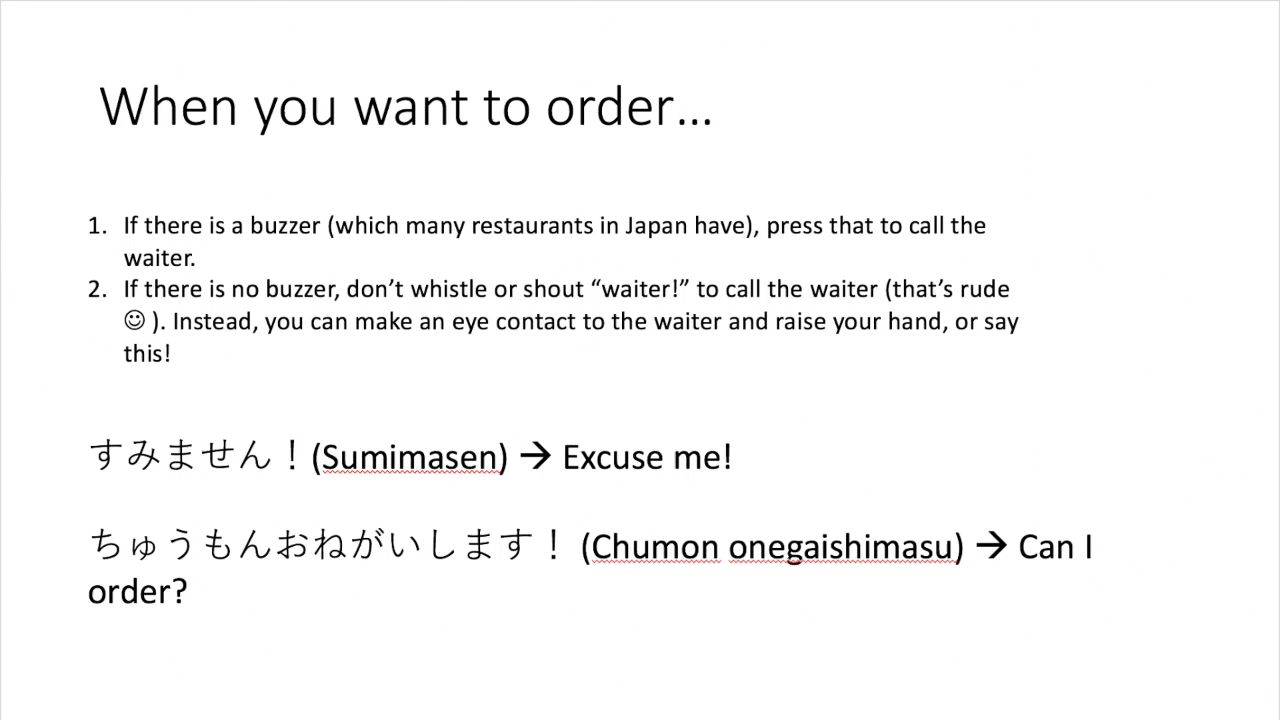 When you want to order…
1. If there is a buzzer (which many restaurants in Japan have), press that to call the
waiter.
2. If there is no buzzer, don’t whistle or shout “waiter!” to call the waiter (that’s rude
☺ ). Instead, you can make an eye contact to the waiter and raise your hand, or say
this!
すみません！(Sumimasen) → Excuse me!
ちゅうもんおねがいします！ (Chumon onegaishimasu) → Can I
order?